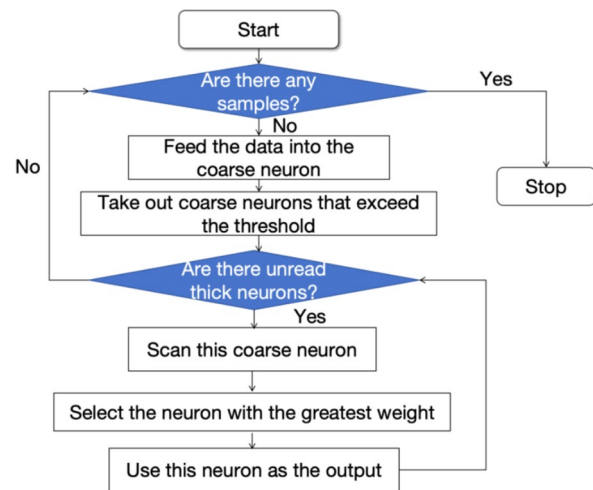 Start
Are there any
samples?
Yes
No
Feed the data into the
coarse neuron
No
Stop
Take out coarse neurons that exceed
the threshold
Are there unread
thick neurons?
Yes
Scan this coarse neuron
Select the neuron with the greatest weight
Use this neuron as the output